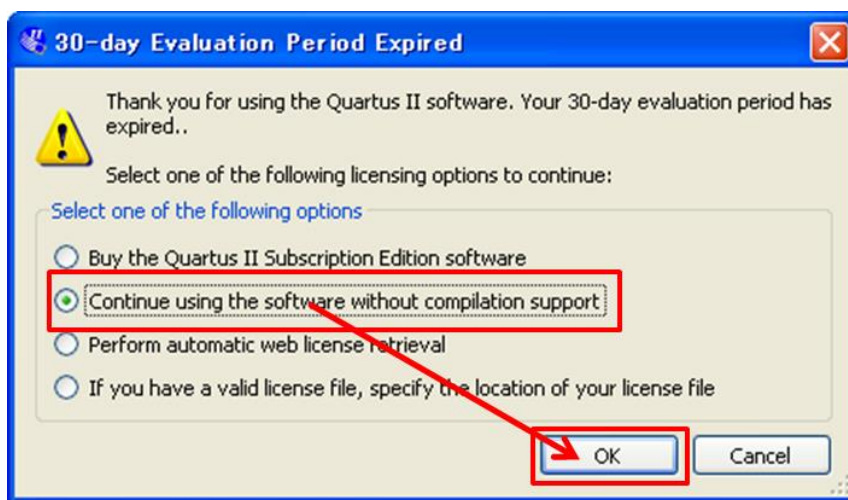 30-day Evaluation Period Expired
Thank you for using the Quartus II software. Your 30-day evaluation period has
expired..
Select one of the following licensing options to continue:
Select one of the following options
Buy the Quartus II Subscription Edition software
Continue using the software without compilation support
Perform automatic web license retrieval
If you have a valid license file, specify the location of your license file
OK Cancel